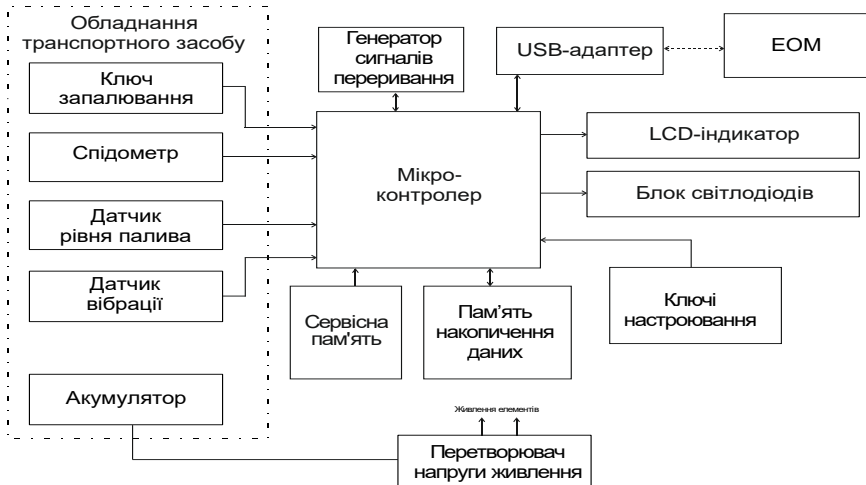 Обладнання
транспортного засобу
Ключ
запалювання
Спідометр
Датчик
рівня палива
Датчик
вібрації
Акумулятор
Генератор
сигналів
переривання
USB-адаптер
ЕОМ
Мікро-
контролер
LCD-індикатор
Блок світлодіодів
Ключі
настроювання
Сервісна
пам'ять
Пам’ять
накопичення
даних
Живлення елементів
Перетворювач
напруги живлення